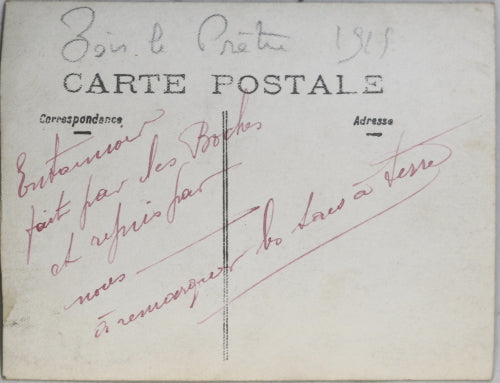 Bois le Prêtre 1915
CARTE POSTALE
Correspondance
Adresse
Entonnoir
fait par les Boches
et repris par
nous
à remarquer les sacs à terre